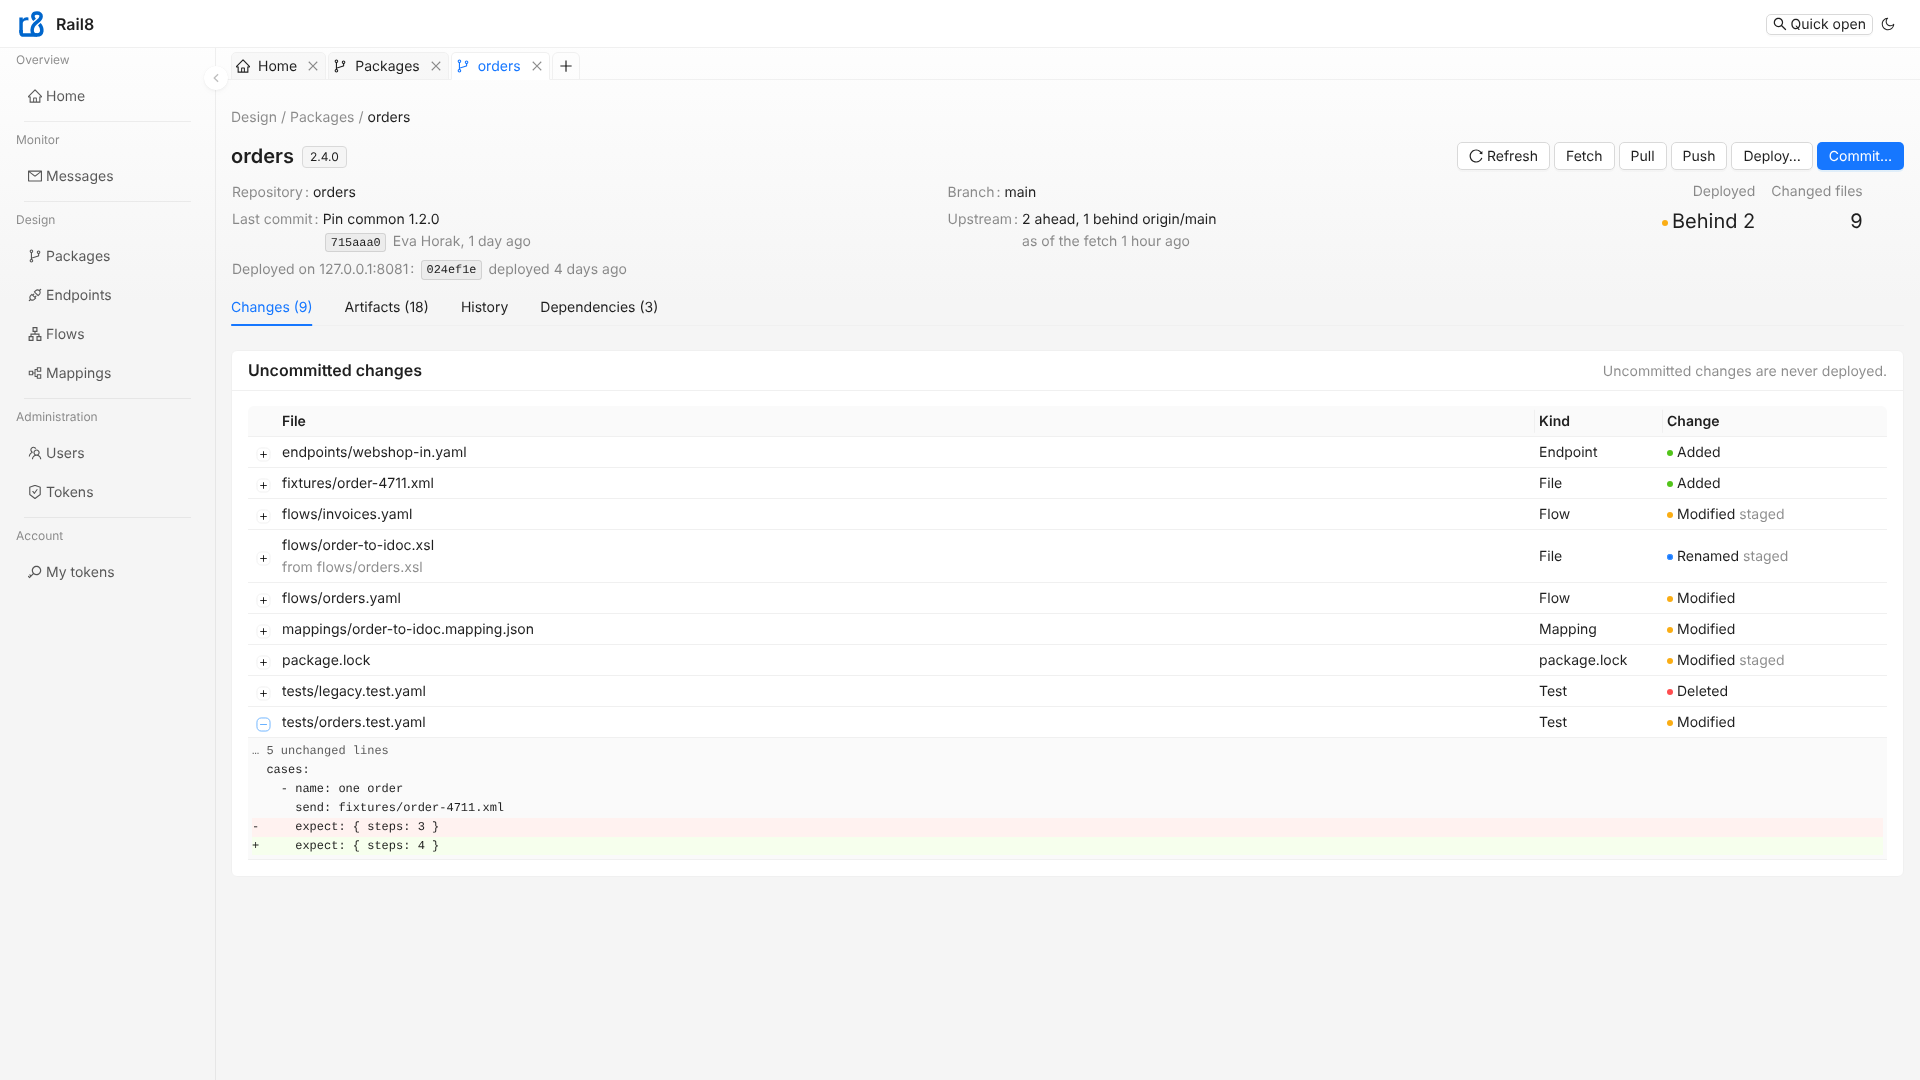 Rail8
Quick open
Overview
Home
Monitor
Messages
Design
Packages
Endpoints
Flows
Mappings
Administration
Users
Tokens
Account
My tokens
Home
Packages
orders
Design / Packages / orders
orders 2.4.0
Refresh Fetch Pull Push Deploy... Commit...
Repository: orders
Branch: main
Deployed
Behind 2
Changed files
9
Last commit: Pin common 1.2.0
715aaa0 Eva Horak, 1 day ago
Upstream: 2 ahead, 1 behind origin/main
as of the fetch 1 hour ago
Deployed on 127.0.0.1:8081: 024ef1e deployed 4 days ago
Changes (9) Artifacts (18) History Dependencies (3)
Uncommitted changes
Uncommitted changes are never deployed.
File Kind Change
+ endpoints/webshop-in.yaml Endpoint Added
+ fixtures/order-4711.xml File Added
+ flows/invoices.yaml Flow Modified staged
+ flows/order-to-idoc.xsl File Renamed staged
from flows/orders.xsl
+ flows/orders.yaml Flow Modified
+ mappings/order-to-idoc.mapping.json Mapping Modified
+ package.lock package.lock Modified staged
+ tests/legacy.test.yaml Test Deleted
tests/orders.test.yaml Test Modified
… 5 unchanged lines
cases:
- name: one order
send: fixtures/order-4711.xml
- expect: { steps: 3 }
+ expect: { steps: 4 }